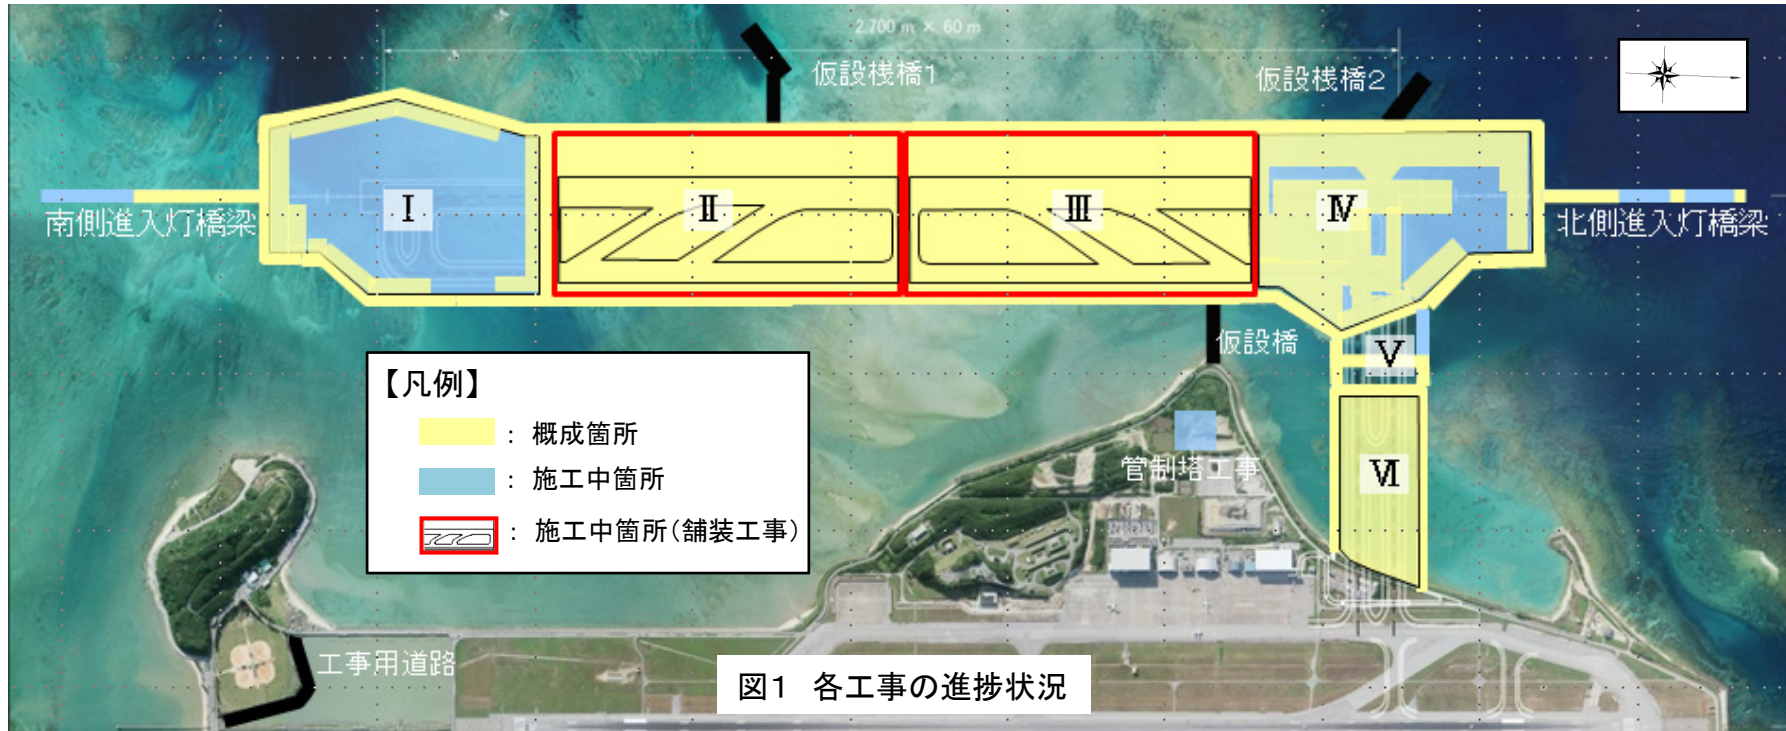 2,700 m × 60 m
仮設桟橋1
仮設桟橋2
南側進入灯橋梁
Ⅰ
Ⅱ
Ⅲ
Ⅳ
北側進入灯橋梁
仮設橋
Ⅴ
【凡例】
： 概成箇所
： 施工中箇所
： 施工中箇所(舗装工事)
管制塔工事
Ⅵ
工事用道路
図1 各工事の進捗状況